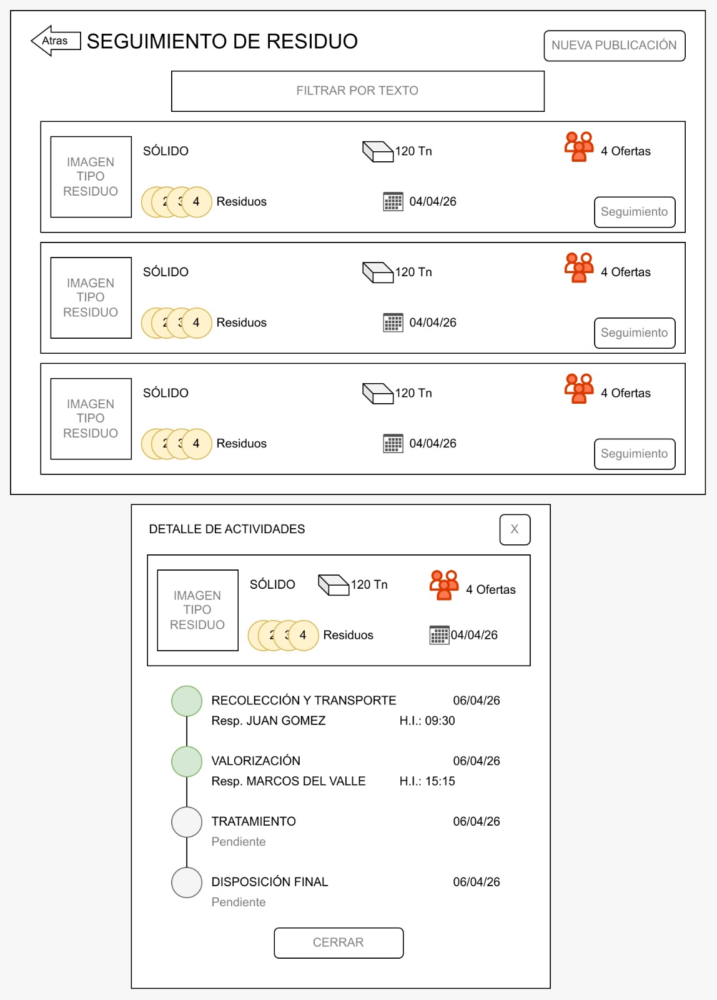 Atras
SEGUIMIENTO DE RESIDUO
NUEVA PUBLICACIÓN
FILTRAR POR TEXTO
IMAGEN
TIPO
RESIDUO
SÓLIDO
120 Tn
4 Ofertas
2 3 4 Residuos
04/04/26
Seguimiento
IMAGEN
TIPO
RESIDUO
SÓLIDO
120 Tn
4 Ofertas
2 3 4 Residuos
04/04/26
Seguimiento
IMAGEN
TIPO
RESIDUO
SÓLIDO
120 Tn
4 Ofertas
2 3 4 Residuos
04/04/26
Seguimiento
DETALLE DE ACTIVIDADES
X
IMAGEN
TIPO
RESIDUO
SÓLIDO
120 Tn
4 Ofertas
2 3 4 Residuos
04/04/26
RECOLECCIÓN Y TRANSPORTE 06/04/26
Resp. JUAN GOMEZ H.I.: 09:30
VALORIZACIÓN 06/04/26
Resp. MARCOS DEL VALLE H.I.: 15:15
TRATAMIENTO 06/04/26
Pendiente
DISPOSICIÓN FINAL 06/04/26
Pendiente
CERRAR